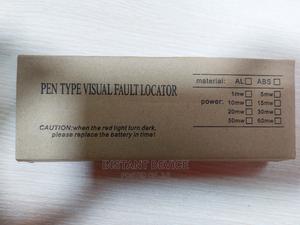 PEN TYPE VISUAL FAULT LOCATOR
material: AL☐ ABS☐
power: 1mw☐ 5mw☐
10mw☐ 15mw☐
20mw☐ 30mw☐
50mw☐ 60mw☐
CAUTION:when the red light turn dark,
please replace the battery in time!
INSTANT DEVICE